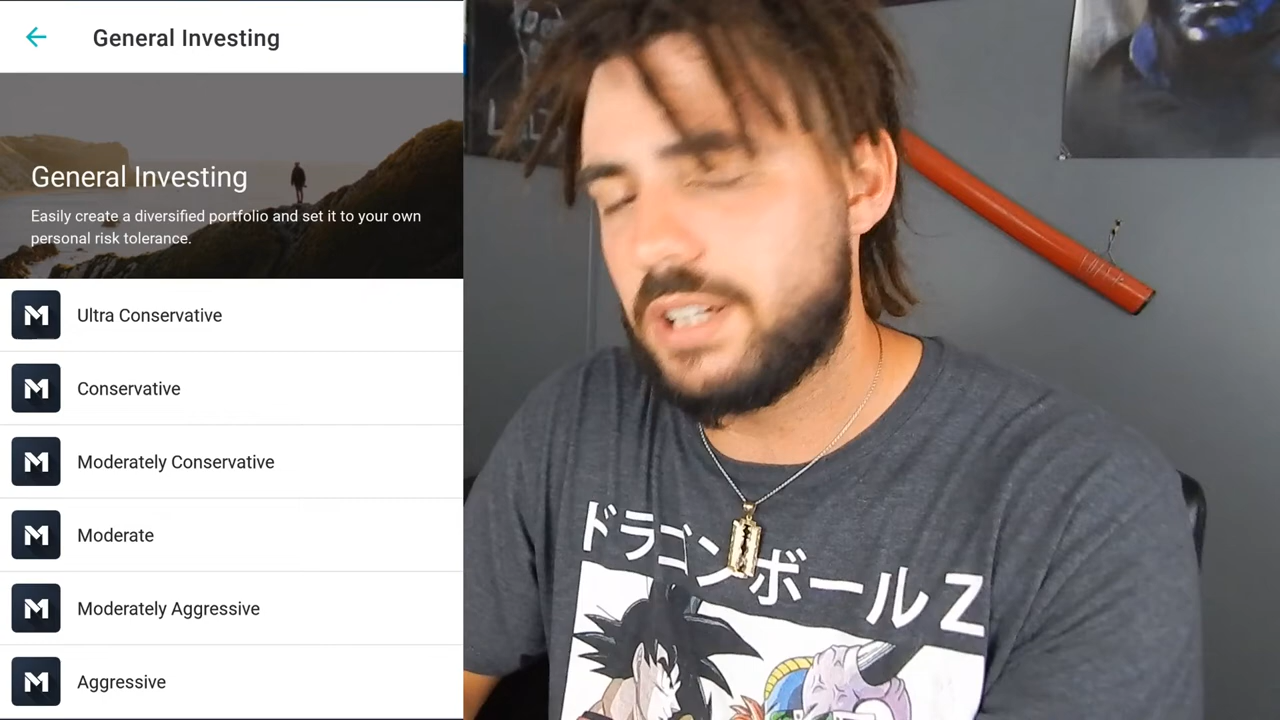 General Investing
General Investing
Easily create a diversified portfolio and set it to your own
personal risk tolerance.
Ultra Conservative
Conservative
Moderately Conservative
Moderate
Moderately Aggressive
Aggressive
ドラゴンボールZ